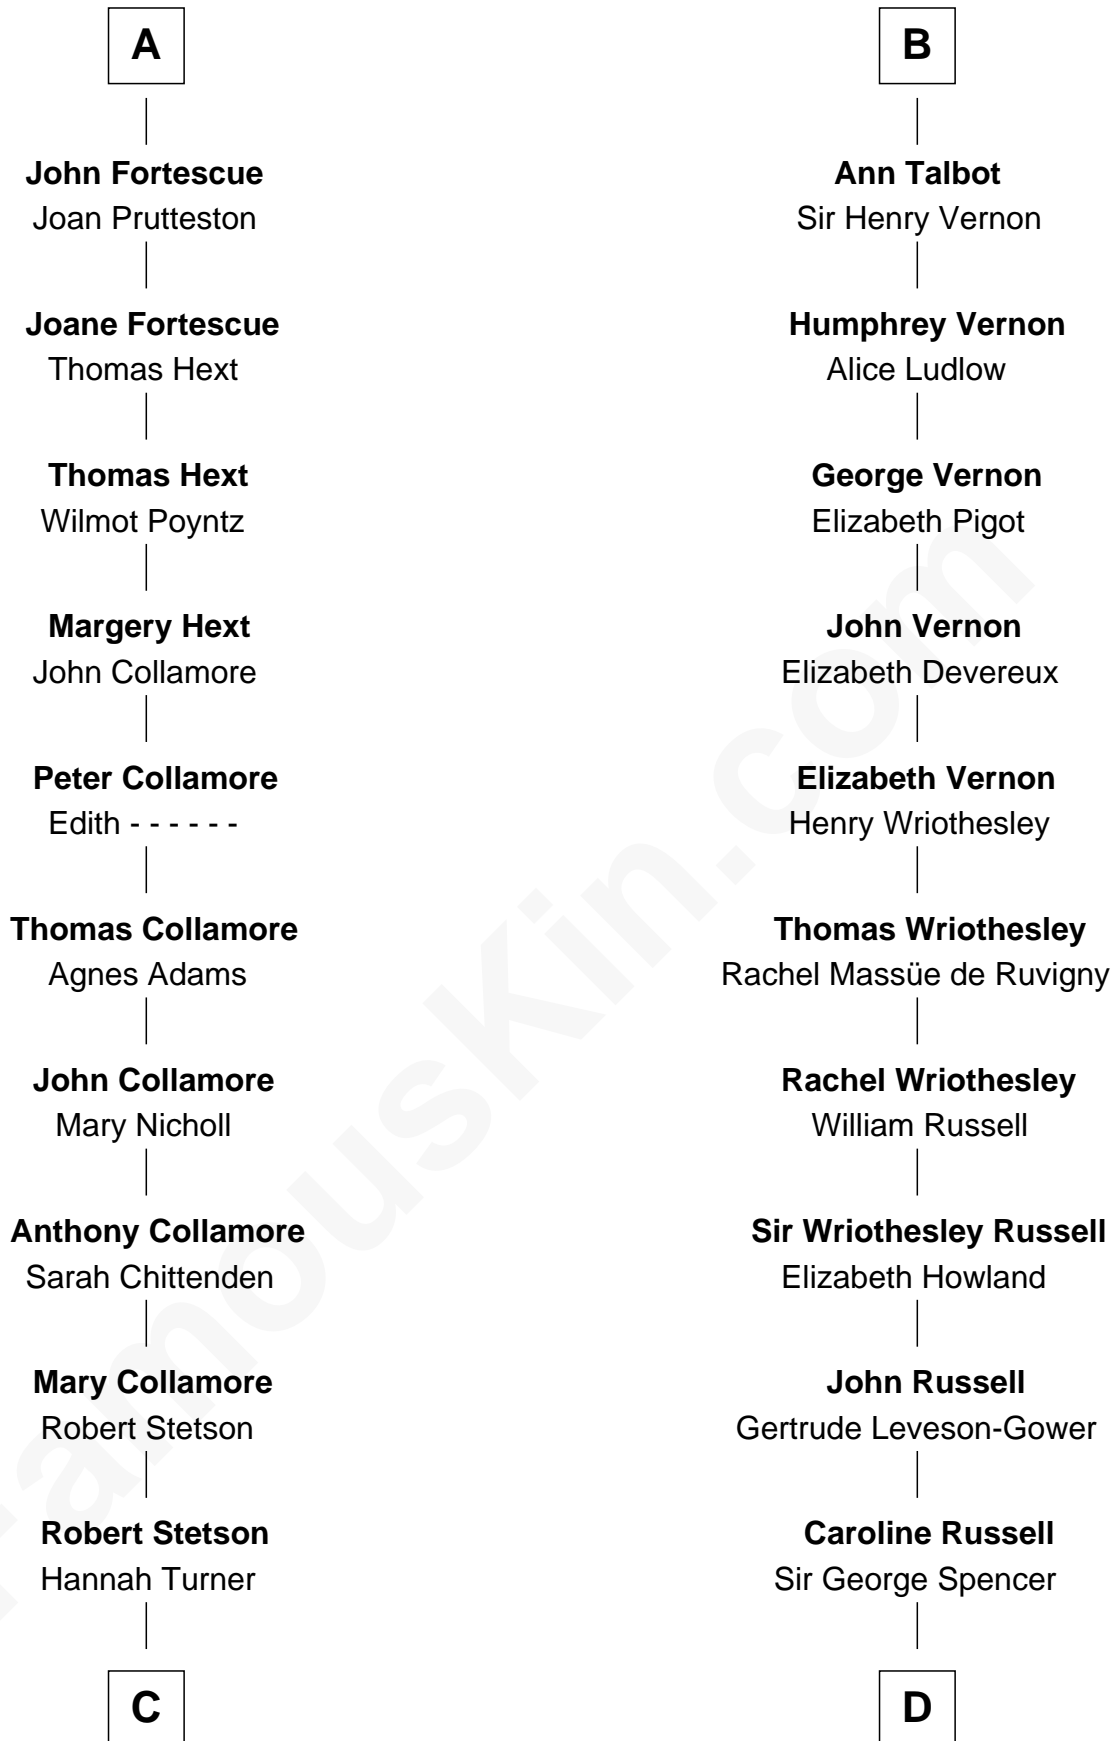 A
John Fortescue
Joan Prutteston
Joane Fortescue
Thomas Hext
Thomas Hext
Wilmot Poyntz
Margery Hext
John Collamore
Peter Collamore
Edith - - - - - -
Thomas Collamore
Agnes Adams
John Collamore
Mary Nicholl
Anthony Collamore
Sarah Chittenden
Mary Collamore
Robert Stetson
Robert Stetson
Hannah Turner
C
B
Ann Talbot
Sir Henry Vernon
Humphrey Vernon
Alice Ludlow
George Vernon
Elizabeth Pigot
John Vernon
Elizabeth Devereux
Elizabeth Vernon
Henry Wriothesley
Thomas Wriothesley
Rachel Massüe de Ruvigny
Rachel Wriothesley
William Russell
Sir Wriothesley Russell
Elizabeth Howland
John Russell
Gertrude Leveson-Gower
Caroline Russell
Sir George Spencer
D
FamousKin.com